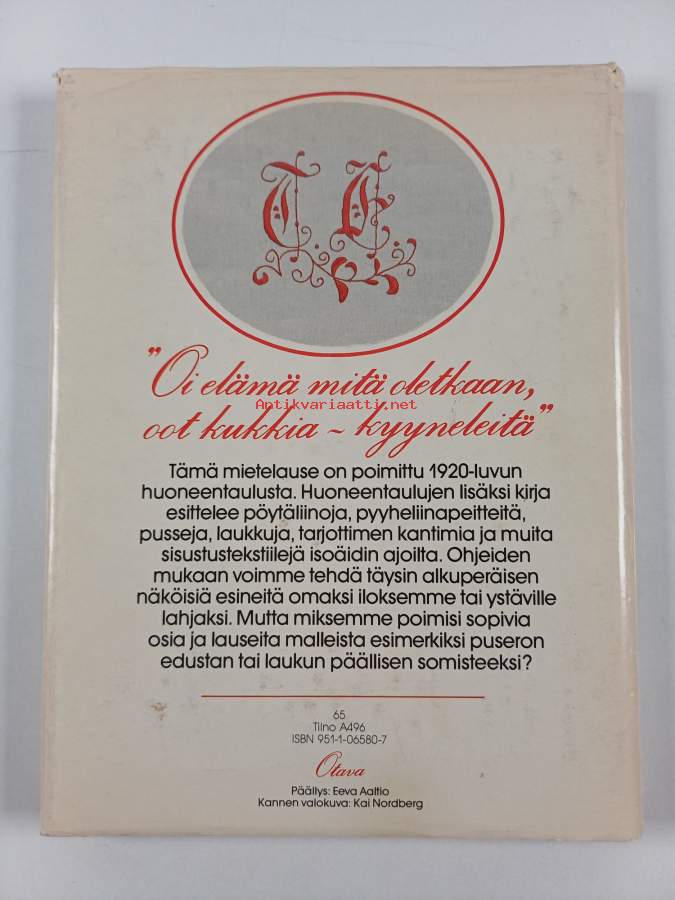 T. E.
"Oi elämä mitä oletkaan,
Antikvariaatti.net
oot kukkia ~ kyyneleitä"
Tämä mietelause on poimittu 1920-luvun
huoneentaulusta. Huoneentaulujen lisäksi kirja
esittelee pöytäliinoja, pyyheliinapeitteitä,
pusseja, laukkuja, tarjottimen kantimia ja muita
sisustustekstiilejä isoäidin ajoilta. Ohjeiden
mukaan voimme tehdä täysin alkuperäisen
näköisiä esineitä omaksi iloksemme tai ystäville
lahjaksi. Mutta miksemme poimisi sopivia
osia ja lauseita malleista esimerkiksi puseron
edustan tai laukun päällisen somisteeksi?
65
Tilno A496
ISBN 951-1-06580-7
Otava
Päällys: Eeva Aaltio
Kannen valokuva: Kai Nordberg